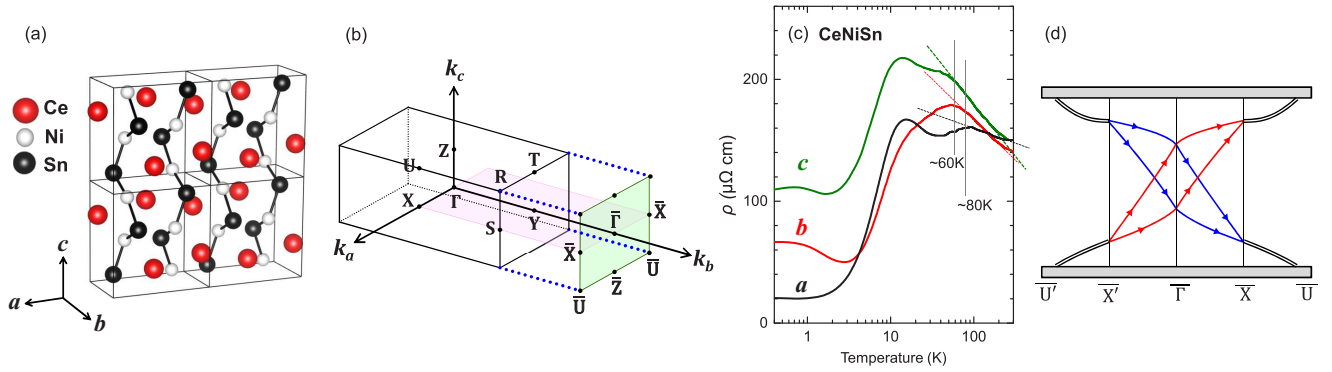 (a)
Ce
Ni
Sn
c
a
b
(b)
k_c
Z
U
T
R
X
Γ
S
Y
k_a
k_b
X̅
Γ̅
X̅
U̅
Z̅
U̅
(c) CeNiSn
200
100
0
ρ (μΩ cm)
c
b
a
~60K
~80K
1
10
100
Temperature (K)
(d)
U̅′ X̅′ Γ̅ X̅ U̅